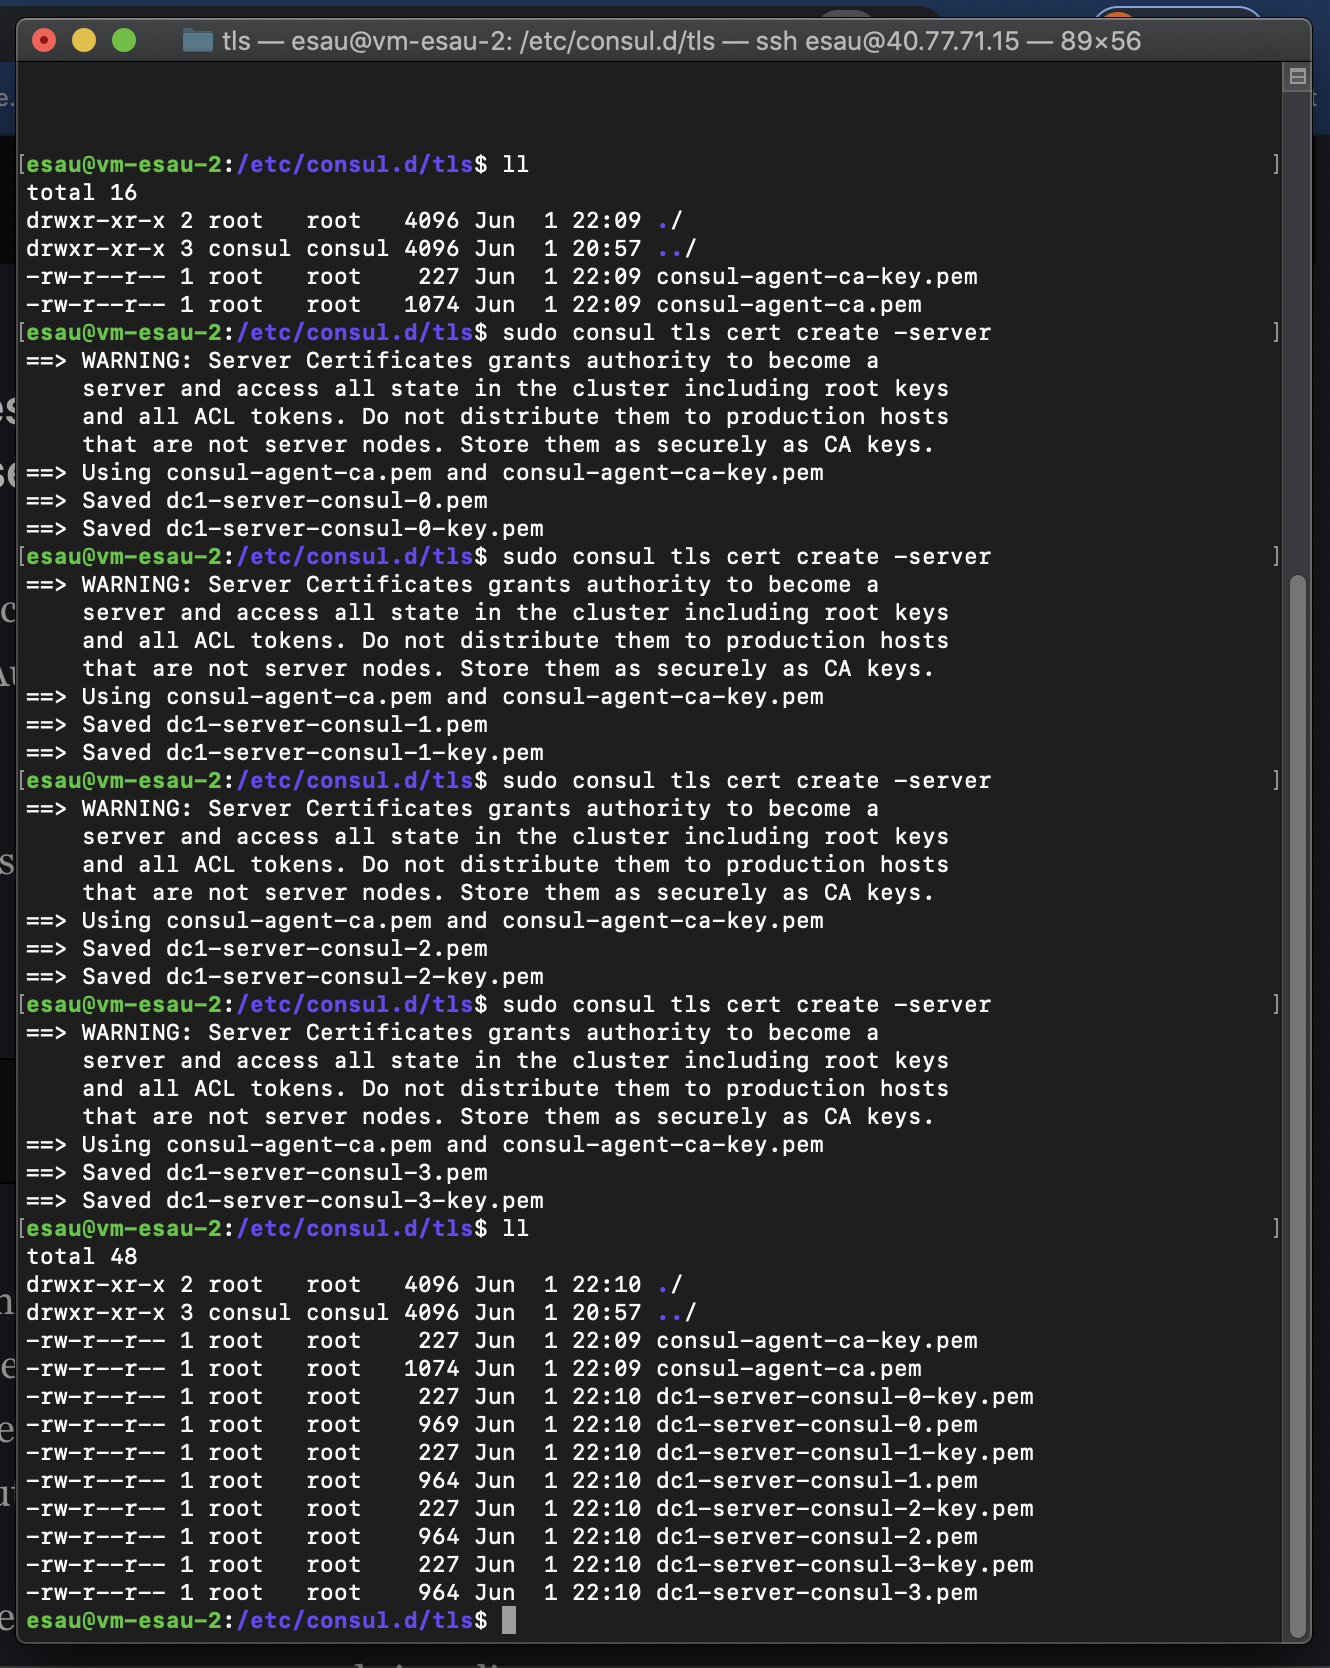 tls — esau@vm-esau-2: /etc/consul.d/tls — ssh esau@40.77.71.15 — 89×56
[esau@vm-esau-2:/etc/consul.d/tls$ ll ]
total 16
drwxr-xr-x 2 root   root   4096 Jun  1 22:09 ./
drwxr-xr-x 3 consul consul 4096 Jun  1 20:57 ../
-rw-r--r-- 1 root   root    227 Jun  1 22:09 consul-agent-ca-key.pem
-rw-r--r-- 1 root   root   1074 Jun  1 22:09 consul-agent-ca.pem
[esau@vm-esau-2:/etc/consul.d/tls$ sudo consul tls cert create -server ]
==> WARNING: Server Certificates grants authority to become a
    server and access all state in the cluster including root keys
    and all ACL tokens. Do not distribute them to production hosts
    that are not server nodes. Store them as securely as CA keys.
==> Using consul-agent-ca.pem and consul-agent-ca-key.pem
==> Saved dc1-server-consul-0.pem
==> Saved dc1-server-consul-0-key.pem
[esau@vm-esau-2:/etc/consul.d/tls$ sudo consul tls cert create -server ]
==> WARNING: Server Certificates grants authority to become a
    server and access all state in the cluster including root keys
    and all ACL tokens. Do not distribute them to production hosts
    that are not server nodes. Store them as securely as CA keys.
==> Using consul-agent-ca.pem and consul-agent-ca-key.pem
==> Saved dc1-server-consul-1.pem
==> Saved dc1-server-consul-1-key.pem
[esau@vm-esau-2:/etc/consul.d/tls$ sudo consul tls cert create -server ]
==> WARNING: Server Certificates grants authority to become a
    server and access all state in the cluster including root keys
    and all ACL tokens. Do not distribute them to production hosts
    that are not server nodes. Store them as securely as CA keys.
==> Using consul-agent-ca.pem and consul-agent-ca-key.pem
==> Saved dc1-server-consul-2.pem
==> Saved dc1-server-consul-2-key.pem
[esau@vm-esau-2:/etc/consul.d/tls$ sudo consul tls cert create -server ]
==> WARNING: Server Certificates grants authority to become a
    server and access all state in the cluster including root keys
    and all ACL tokens. Do not distribute them to production hosts
    that are not server nodes. Store them as securely as CA keys.
==> Using consul-agent-ca.pem and consul-agent-ca-key.pem
==> Saved dc1-server-consul-3.pem
==> Saved dc1-server-consul-3-key.pem
[esau@vm-esau-2:/etc/consul.d/tls$ ll ]
total 48
drwxr-xr-x 2 root   root   4096 Jun  1 22:10 ./
drwxr-xr-x 3 consul consul 4096 Jun  1 20:57 ../
-rw-r--r-- 1 root   root    227 Jun  1 22:09 consul-agent-ca-key.pem
-rw-r--r-- 1 root   root   1074 Jun  1 22:09 consul-agent-ca.pem
-rw-r--r-- 1 root   root    227 Jun  1 22:10 dc1-server-consul-0-key.pem
-rw-r--r-- 1 root   root    969 Jun  1 22:10 dc1-server-consul-0.pem
-rw-r--r-- 1 root   root    227 Jun  1 22:10 dc1-server-consul-1-key.pem
-rw-r--r-- 1 root   root    964 Jun  1 22:10 dc1-server-consul-1.pem
-rw-r--r-- 1 root   root    227 Jun  1 22:10 dc1-server-consul-2-key.pem
-rw-r--r-- 1 root   root    964 Jun  1 22:10 dc1-server-consul-2.pem
-rw-r--r-- 1 root   root    227 Jun  1 22:10 dc1-server-consul-3-key.pem
-rw-r--r-- 1 root   root    964 Jun  1 22:10 dc1-server-consul-3.pem
esau@vm-esau-2:/etc/consul.d/tls$